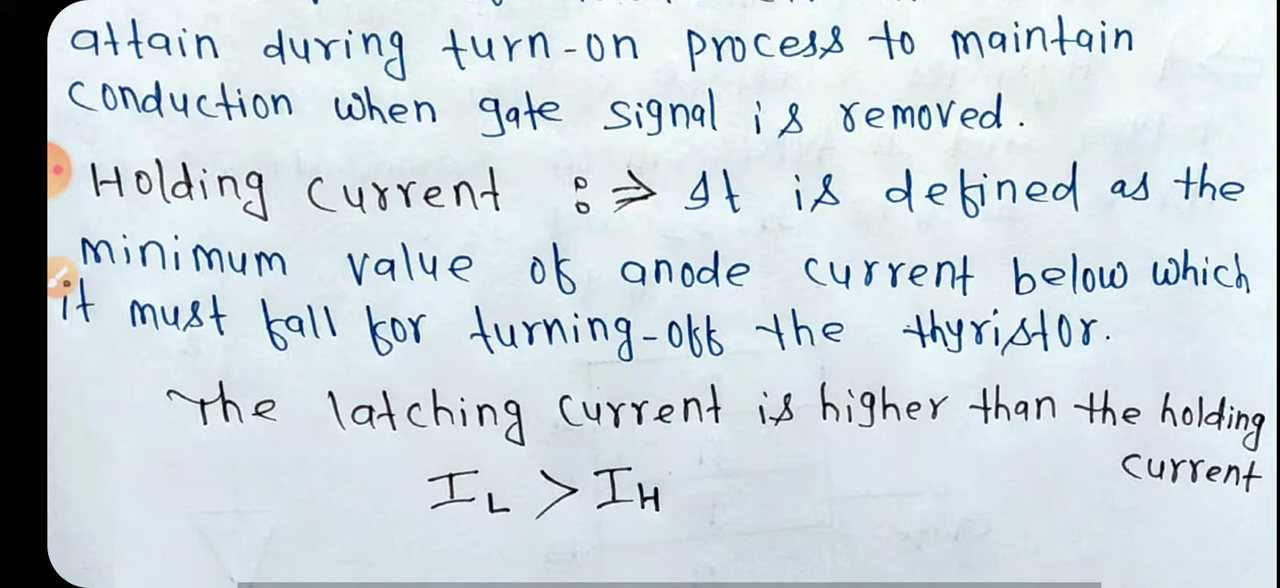 attain during turn-on process to maintain
conduction when gate signal is removed.
Holding current :⇒ It is defined as the
minimum value of anode current below which
it must fall for turning-off the thyristor.
The latching current is higher than the holding
current
I_L > I_H